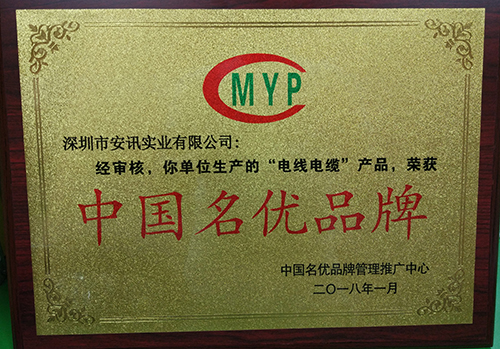 MYP
深圳市安讯实业有限公司:
经审核，你单位生产的“电线电缆”产品，荣获
中国名优品牌
中国名优品牌管理推广中心
二〇一八年一月